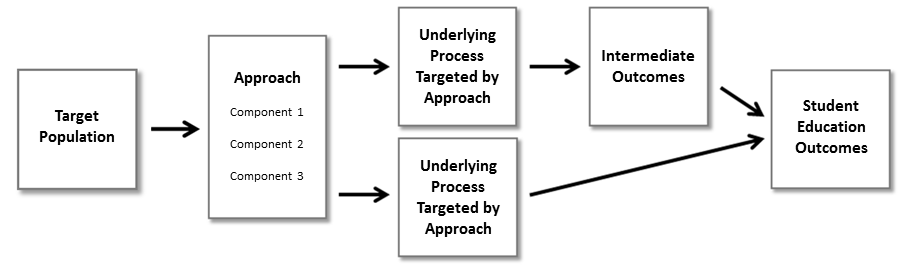 Target
Population
Approach
Component 1
Component 2
Component 3
Underlying
Process
Targeted by
Approach
Intermediate
Outcomes
Underlying
Process
Targeted by
Approach
Student
Education
Outcomes